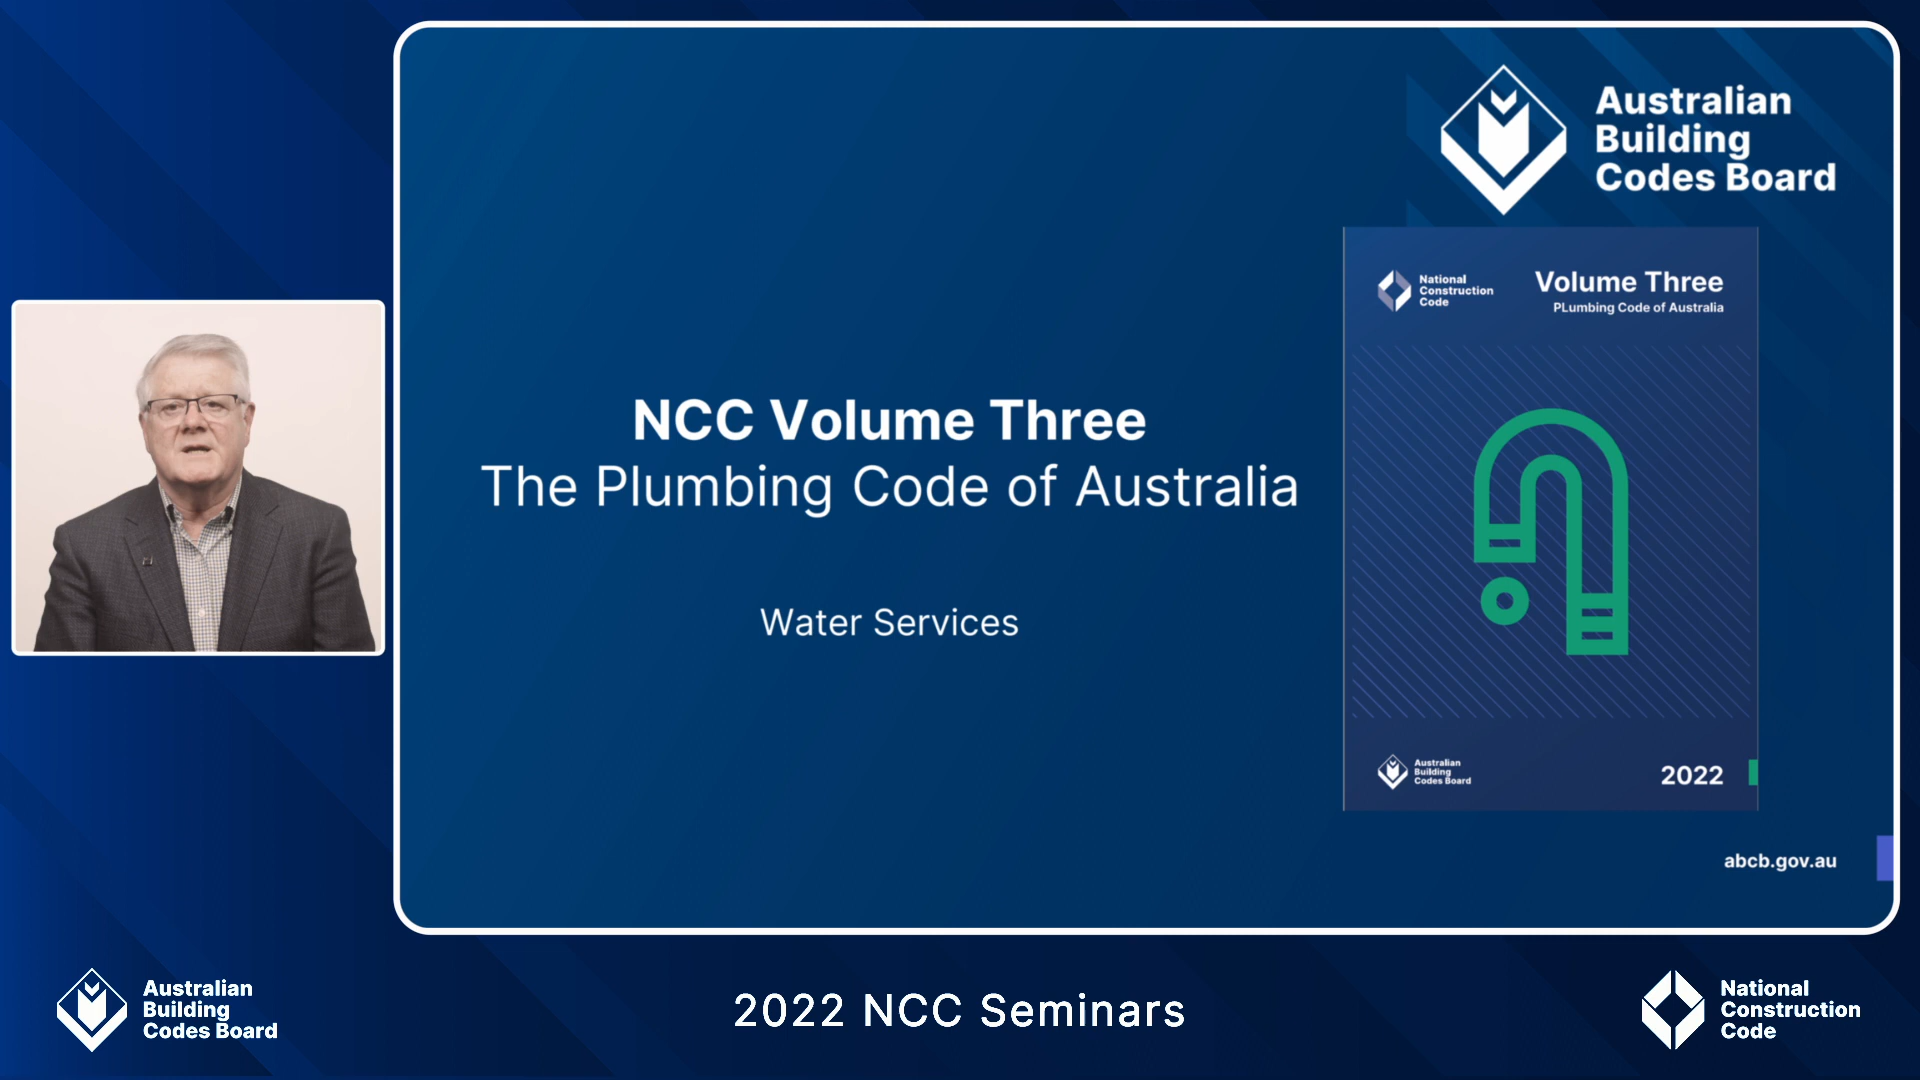 Australian
Building
Codes Board
National
Construction
Code
Volume Three
PLumbing Code of Australia
NCC Volume Three
The Plumbing Code of Australia
Water Services
Australian
Building
Codes Board
2022
abcb.gov.au
Australian
Building
Codes Board
2022 NCC Seminars
National
Construction
Code